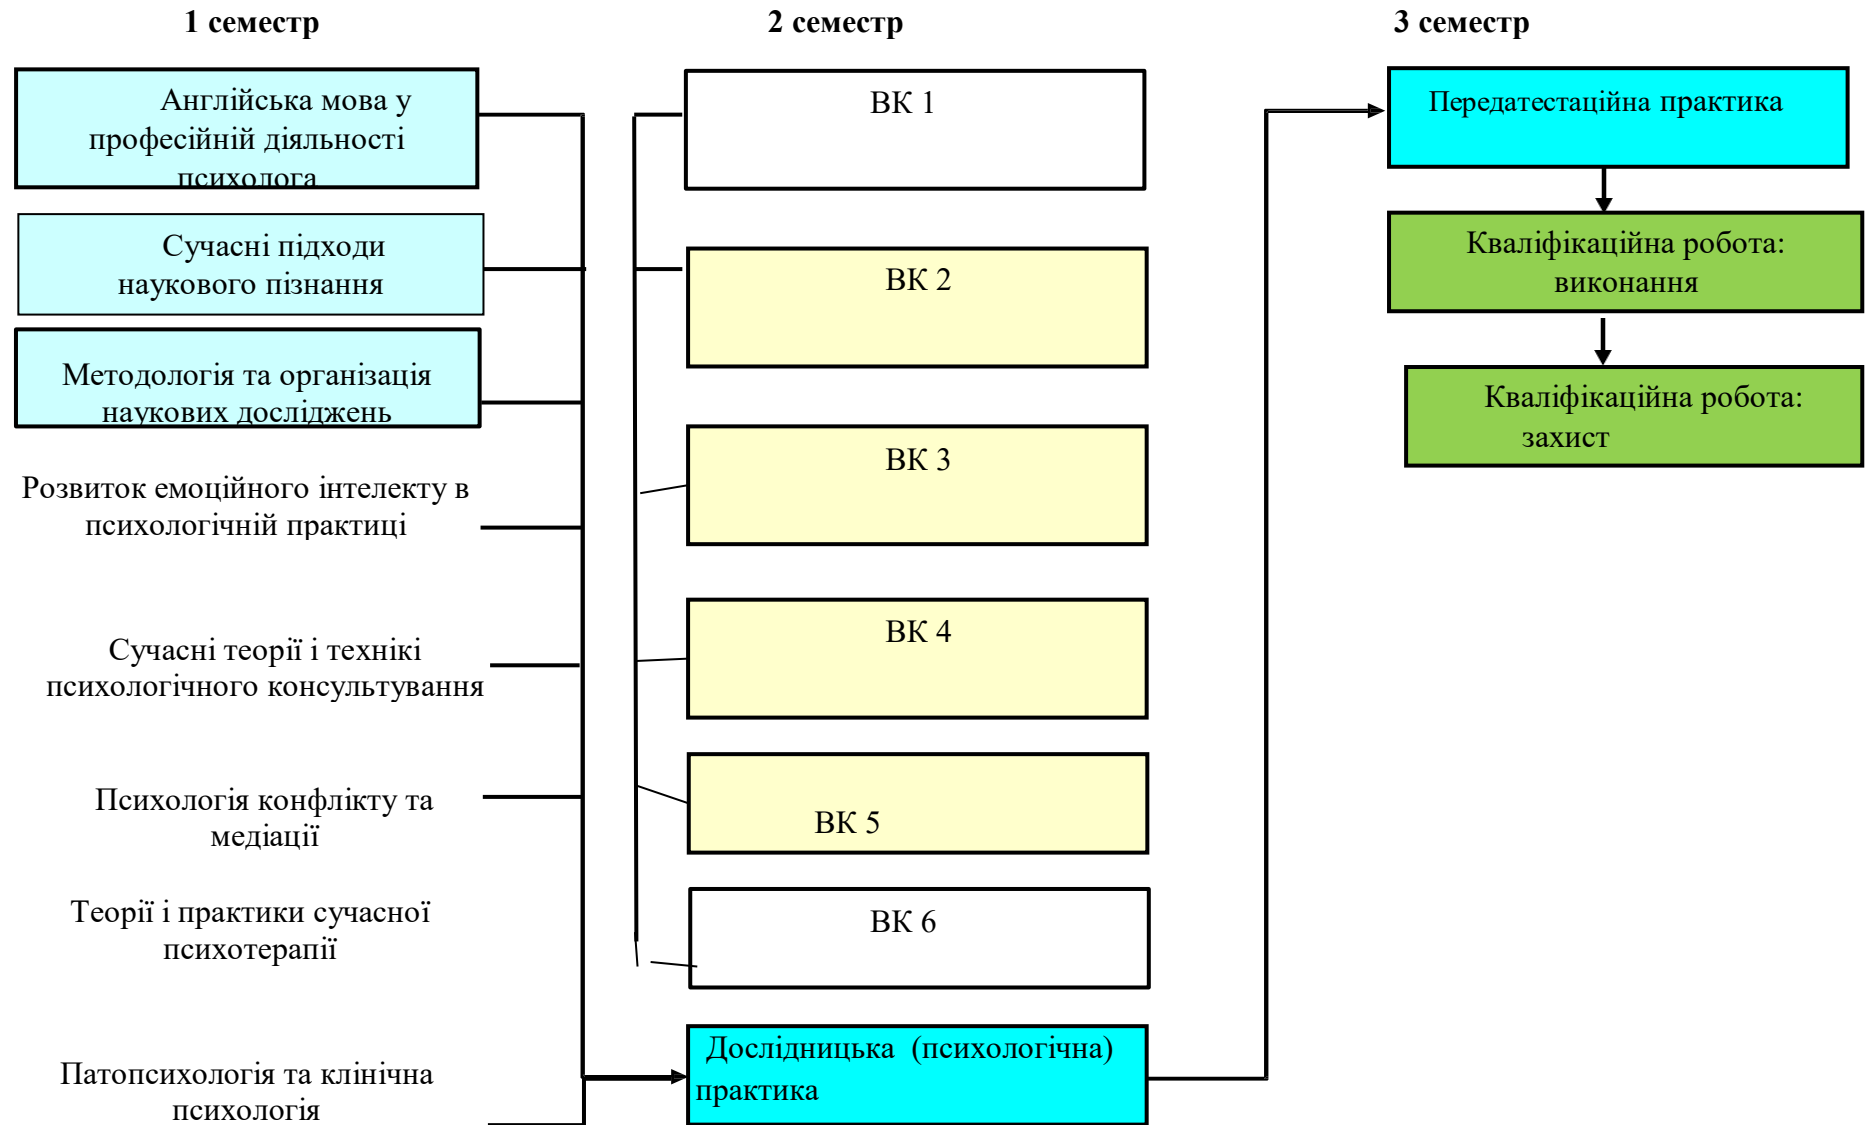 1 семестр
2 семестр
3 семестр
Англійська мова у
професійній діяльності
психолога
Сучасні підходи
наукового пізнання
Методологія та організація
наукових досліджень
Розвиток емоційного інтелекту в
психологічній практиці
Сучасні теорії і технікі
психологічного консультування
Психологія конфлікту та
медіації
Теорії і практики сучасної
психотерапії
Патопсихологія та клінічна
психологія
ВК 1
ВК 2
ВК 3
ВК 4
ВК 5
ВК 6
Дослідницька (психологічна)
практика
Передатестаційна практика
Кваліфікаційна робота:
виконання
Кваліфікаційна робота:
захист